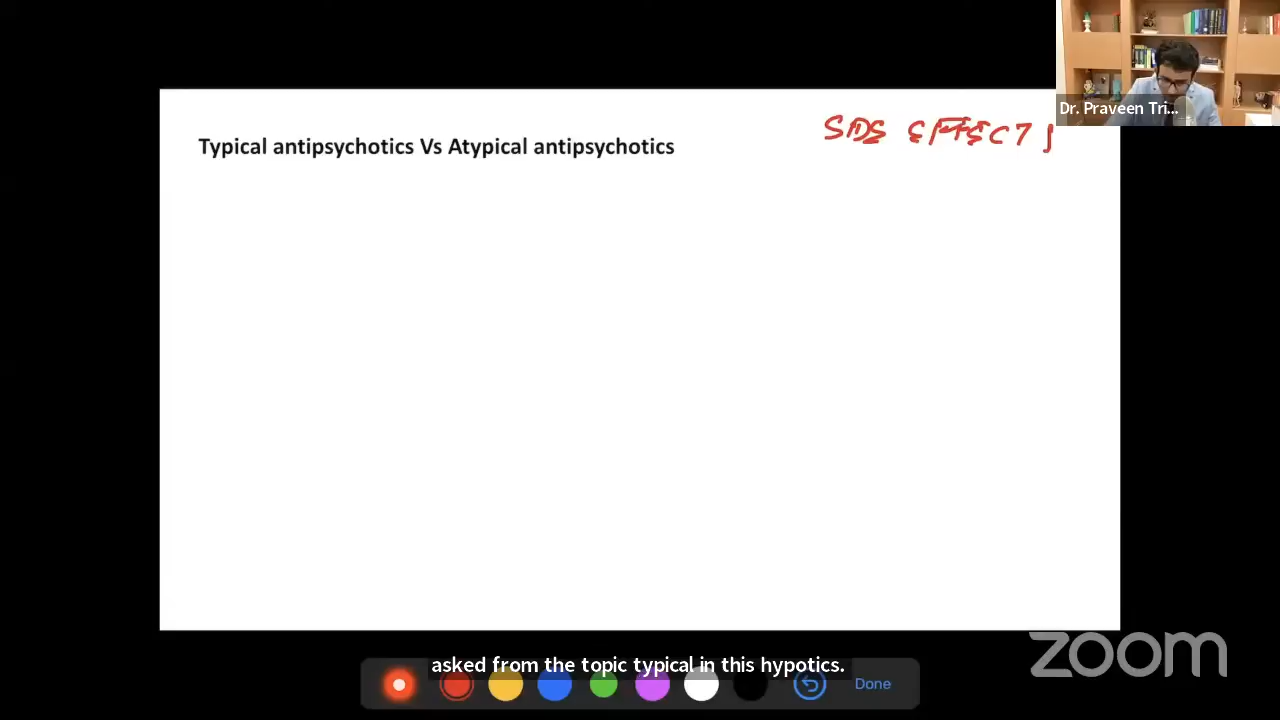 Dr. Praveen Tri...
Typical antipsychotics Vs Atypical antipsychotics
SIDE EFFECTS
zoom
asked from the topic typical in this hypotics.
Done